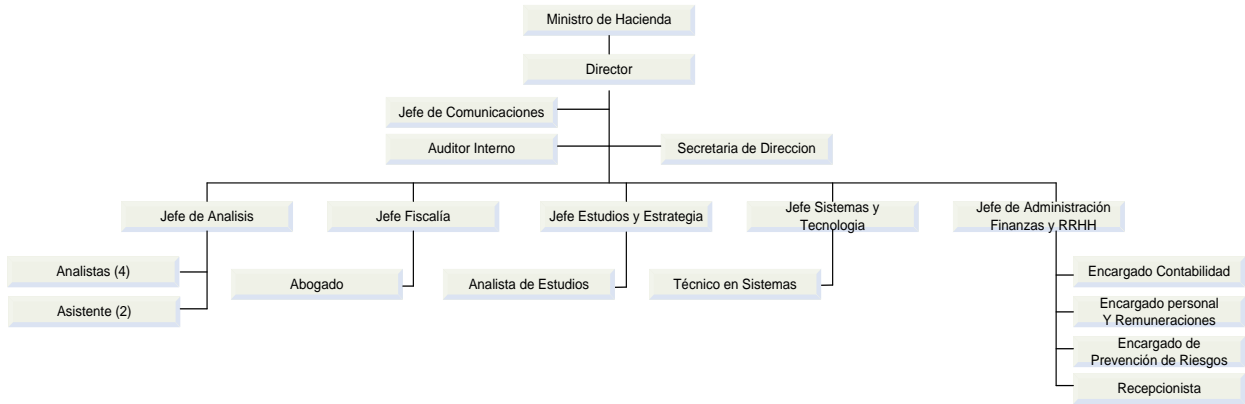 Ministro de Hacienda
Director
Jefe de Comunicaciones
Auditor Interno
Secretaria de Direccion
Jefe de Analisis
Jefe Fiscalía
Jefe Estudios y Estrategia
Jefe Sistemas y
Tecnologia
Jefe de Administración
Finanzas y RRHH
Analistas (4)
Asistente (2)
Abogado
Analista de Estudios
Técnico en Sistemas
Encargado Contabilidad
Encargado personal
Y Remuneraciones
Encargado de
Prevención de Riesgos
Recepcionista